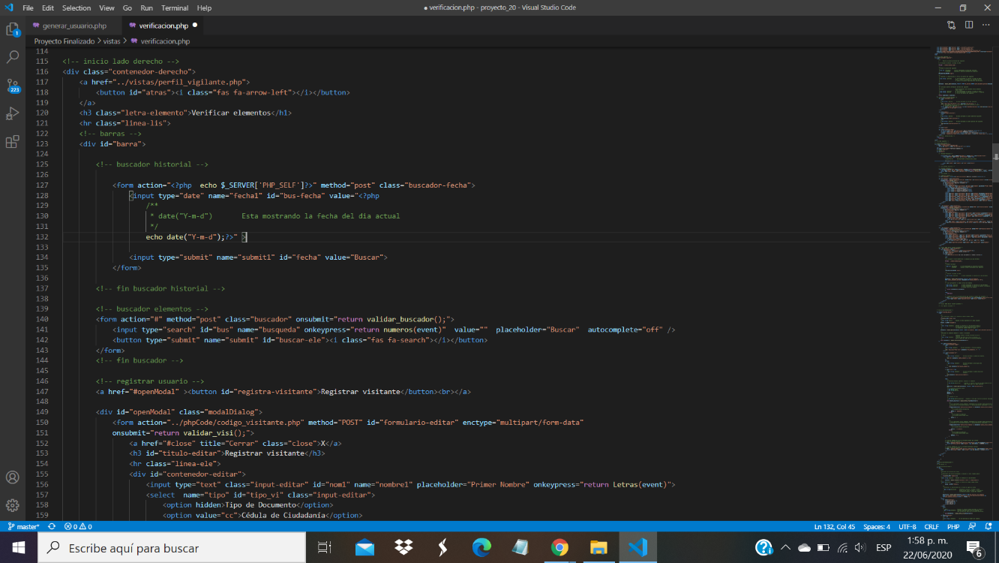 File Edit Selection View Go Run Terminal Help
● verificacion.php - proyecto_20 - Visual Studio Code
generar_usuario.php verificacion.php ●
Proyecto Finalizado > vistas > verificacion.php
1
223
114
115 <!-- inicio lado derecho -->
116 <div class="contenedor-derecho">
117 <a href="../vistas/perfil_vigilante.php">
118 <button id="atras"><i class="fas fa-arrow-left"></i></button>
119 </a>
120 <h3 class="letra-elemento">Verificar elementos</h1>
121 <hr class="linea-lis">
122 <!-- barras -->
123 <div id="barra">
124
125 <!-- buscador historial -->
126
127 <form action="<?php  echo $_SERVER['PHP_SELF']?>" method="post" class="buscador-fecha">
128 <input type="date" name="fecha1" id="bus-fecha" value="<?php
129 /**
130 * date("Y-m-d")       Esta mostrando la fecha del dia actual
131 */
132 echo date("Y-m-d");?>" >
133
134 <input type="submit" name="submit1" id="fecha" value="Buscar">
135 </form>
136
137 <!-- fin buscador historial -->
138
139 <!-- buscador elementos -->
140 <form action="#" method="post" class="buscador" onsubmit="return validar_buscador();">
141 <input type="search" id="bus" name="busqueda" onkeypress="return numeros(event)"  value=""  placeholder="Buscar"  autocomplete="off" />
142 <button type="submit" name="submit" id="buscar-ele"><i class="fas fa-search"></i></button>
143 </form>
144 <!-- fin buscador -->
145
146 <!-- registrar usuario -->
147 <a href="#openModal" ><button id="registra-visitante">Registrar visitante</button><br></a>
148
149 <div id="openModal" class="modalDialog">
150 <form action="../phpCode/codigo_visitante.php" method="POST" id="formulario-editar" enctype="multipart/form-data"
151 onsubmit="return validar_visi();">
152 <a href="#close" title="Cerrar" class="close">X</a>
153 <h3 id="titulo-editar">Registrar visitante</h3>
154 <hr class="linea-ele">
155 <div id="contenedor-editar">
156 <input type="text" class="input-editar" id="nom1" name="nombre1" placeholder="Primer Nombre" onkeypress="return Letras(event)">
157 <select  name="tipo" id="tipo_vi" class="input-editar">
158 <option hidden>Tipo de Documento</option>
159 <option value="cc">Cédula de Ciudadanía</option>
master* 0 0 Ln 132, Col 45 Spaces: 4 UTF-8 CRLF PHP
Escribe aquí para buscar
ESP
1:58 p. m.
22/06/2020
6